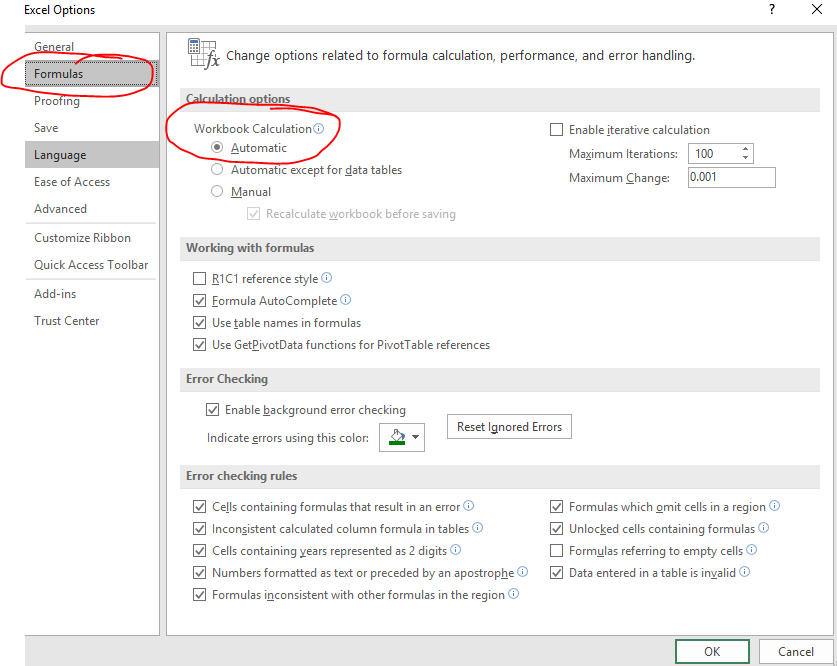 Excel Options
?
General
Formulas
Proofing
Save
Language
Ease of Access
Advanced
Customize Ribbon
Quick Access Toolbar
Add-ins
Trust Center
fx
Change options related to formula calculation, performance, and error handling.
Calculation options
Workbook Calculation
Automatic
Automatic except for data tables
Manual
Recalculate workbook before saving
Enable iterative calculation
Maximum Iterations: 100
Maximum Change: 0.001
Working with formulas
R1C1 reference style
Formula AutoComplete
Use table names in formulas
Use GetPivotData functions for PivotTable references
Error Checking
Enable background error checking
Indicate errors using this color:
Reset Ignored Errors
Error checking rules
Cells containing formulas that result in an error
Inconsistent calculated column formula in tables
Cells containing years represented as 2 digits
Numbers formatted as text or preceded by an apostrophe
Formulas inconsistent with other formulas in the region
Formulas which omit cells in a region
Unlocked cells containing formulas
Formulas referring to empty cells
Data entered in a table is invalid
OK
Cancel